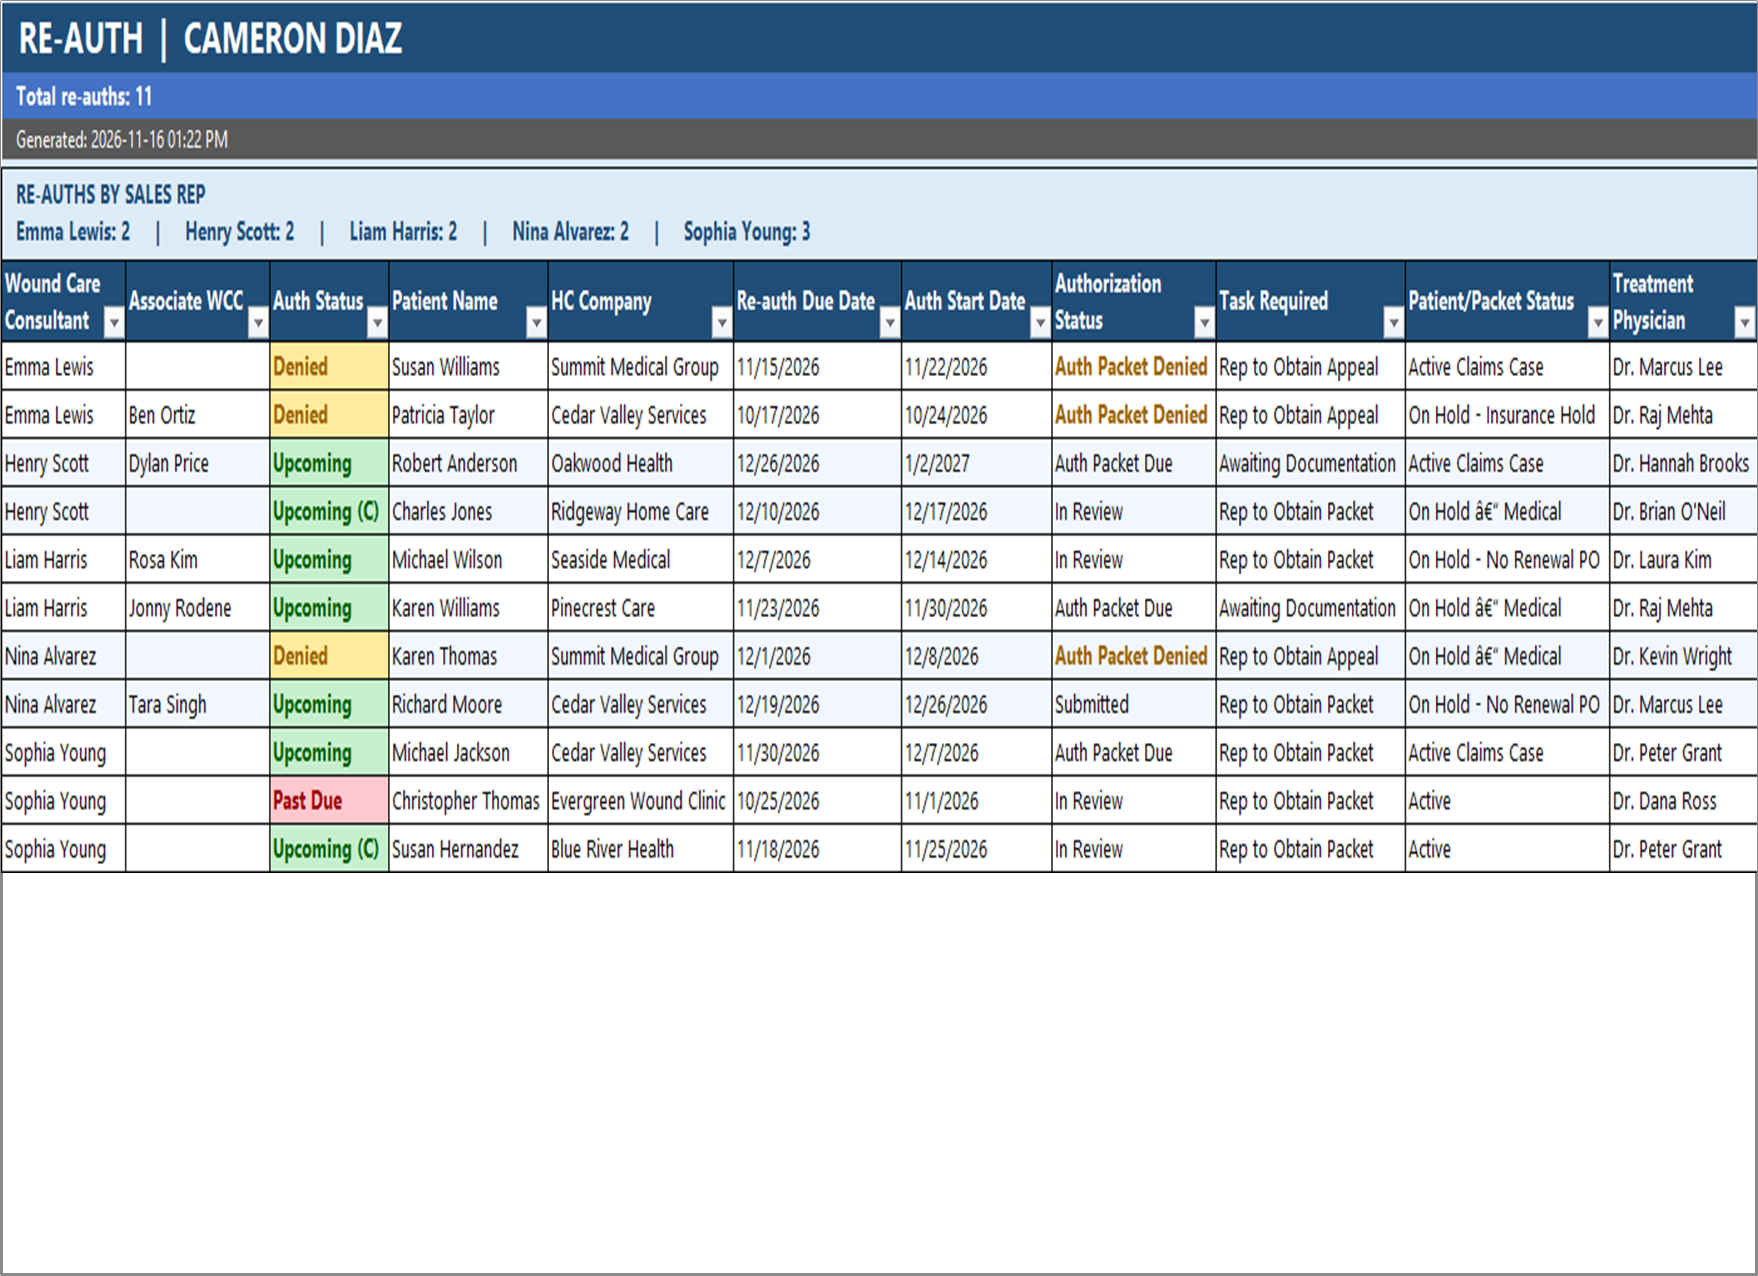 RE-AUTH | CAMERON DIAZ
Total re-auths: 11
Generated: 2026-11-16 01:22 PM
RE-AUTHS BY SALES REP
Emma Lewis: 2 | Henry Scott: 2 | Liam Harris: 2 | Nina Alvarez: 2 | Sophia Young: 3
Wound Care Consultant Associate WCC Auth Status Patient Name HC Company Re-auth Due Date Auth Start Date Authorization Status Task Required Patient/Packet Status Treatment Physician
Emma Lewis Denied Susan Williams Summit Medical Group 11/15/2026 11/22/2026 Auth Packet Denied Rep to Obtain Appeal Active Claims Case Dr. Marcus Lee
Emma Lewis Ben Ortiz Denied Patricia Taylor Cedar Valley Services 10/17/2026 10/24/2026 Auth Packet Denied Rep to Obtain Appeal On Hold - Insurance Hold Dr. Raj Mehta
Henry Scott Dylan Price Upcoming Robert Anderson Oakwood Health 12/26/2026 1/2/2027 Auth Packet Due Awaiting Documentation Active Claims Case Dr. Hannah Brooks
Henry Scott Upcoming (C) Charles Jones Ridgeway Home Care 12/10/2026 12/17/2026 In Review Rep to Obtain Packet On Hold â€“ Medical Dr. Brian O'Neil
Liam Harris Rosa Kim Upcoming Michael Wilson Seaside Medical 12/7/2026 12/14/2026 In Review Rep to Obtain Packet On Hold - No Renewal PO Dr. Laura Kim
Liam Harris Jonny Rodene Upcoming Karen Williams Pinecrest Care 11/23/2026 11/30/2026 Auth Packet Due Awaiting Documentation On Hold â€“ Medical Dr. Raj Mehta
Nina Alvarez Denied Karen Thomas Summit Medical Group 12/1/2026 12/8/2026 Auth Packet Denied Rep to Obtain Appeal On Hold â€“ Medical Dr. Kevin Wright
Nina Alvarez Tara Singh Upcoming Richard Moore Cedar Valley Services 12/19/2026 12/26/2026 Submitted Rep to Obtain Packet On Hold - No Renewal PO Dr. Marcus Lee
Sophia Young Upcoming Michael Jackson Cedar Valley Services 11/30/2026 12/7/2026 Auth Packet Due Rep to Obtain Packet Active Claims Case Dr. Peter Grant
Sophia Young Past Due Christopher Thomas Evergreen Wound Clinic 10/25/2026 11/1/2026 In Review Rep to Obtain Packet Active Dr. Dana Ross
Sophia Young Upcoming (C) Susan Hernandez Blue River Health 11/18/2026 11/25/2026 In Review Rep to Obtain Packet Active Dr. Peter Grant